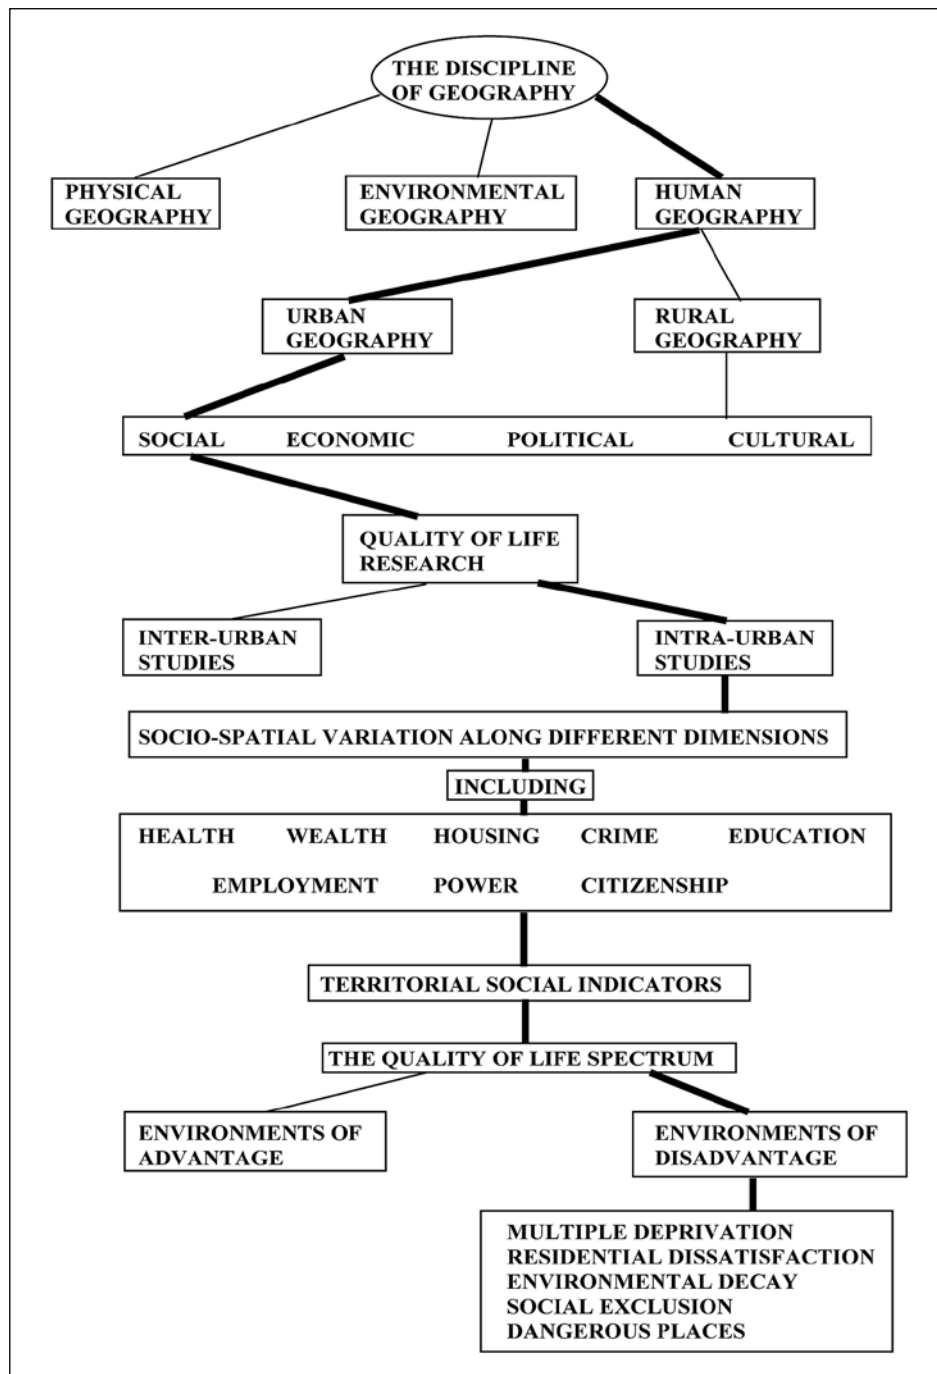 THE DISCIPLINE
OF GEOGRAPHY
PHYSICAL
GEOGRAPHY
ENVIRONMENTAL
GEOGRAPHY
HUMAN
GEOGRAPHY
URBAN
GEOGRAPHY
RURAL
GEOGRAPHY
SOCIAL ECONOMIC POLITICAL CULTURAL
QUALITY OF LIFE
RESEARCH
INTER-URBAN
STUDIES
INTRA-URBAN
STUDIES
SOCIO-SPATIAL VARIATION ALONG DIFFERENT DIMENSIONS
INCLUDING
HEALTH WEALTH HOUSING CRIME EDUCATION
EMPLOYMENT POWER CITIZENSHIP
TERRITORIAL SOCIAL INDICATORS
THE QUALITY OF LIFE SPECTRUM
ENVIRONMENTS OF
ADVANTAGE
ENVIRONMENTS OF
DISADVANTAGE
MULTIPLE DEPRIVATION
RESIDENTIAL DISSATISFACTION
ENVIRONMENTAL DECAY
SOCIAL EXCLUSION
DANGEROUS PLACES